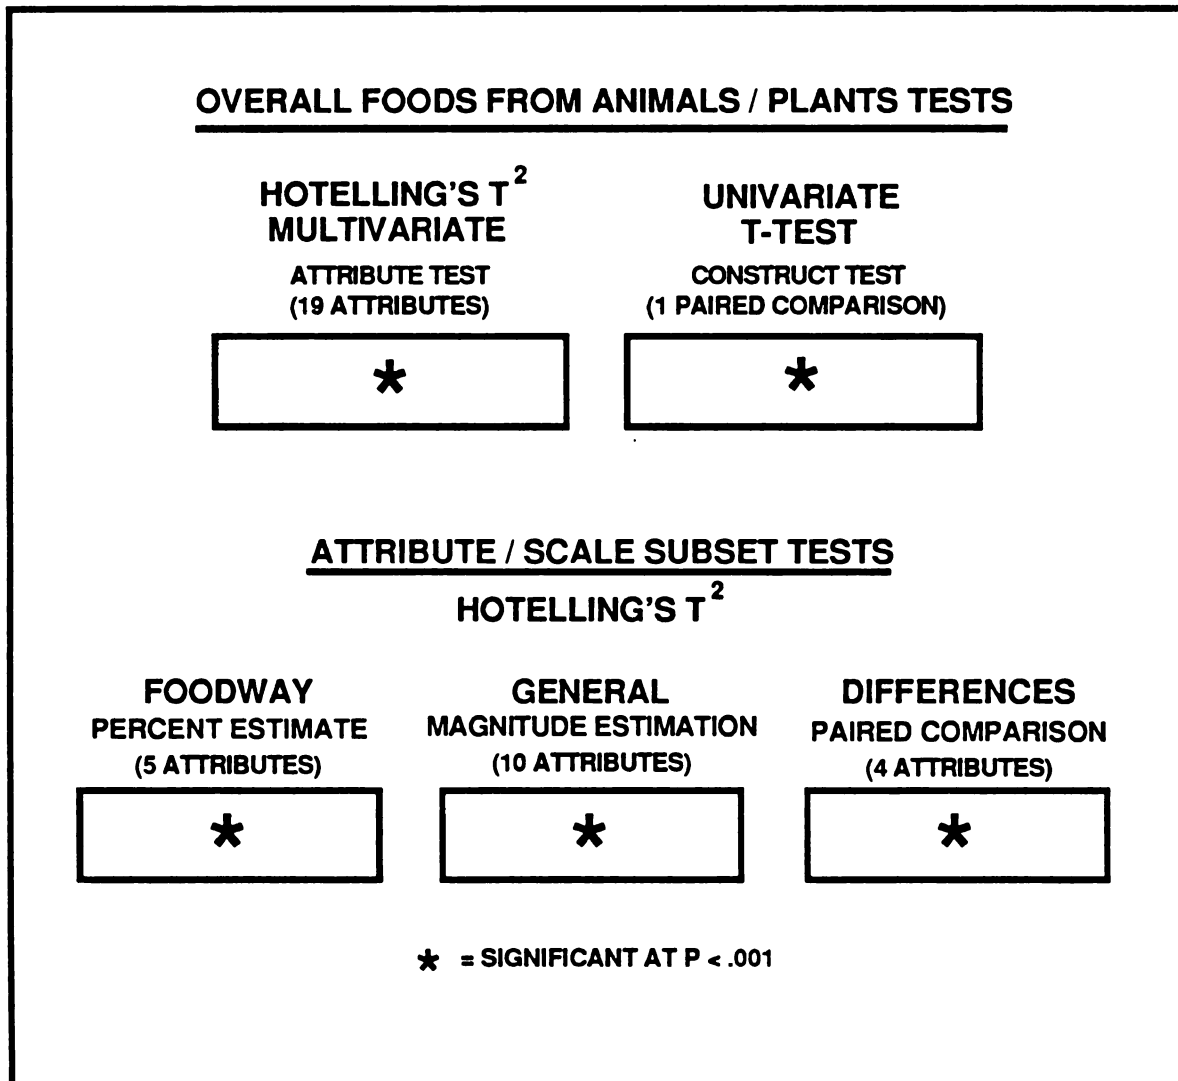 OVERALL FOODS FROM ANIMALS / PLANTS TESTS
HOTELLING'S T²
MULTIVARIATE
ATTRIBUTE TEST
(19 ATTRIBUTES)
*
UNIVARIATE
T-TEST
CONSTRUCT TEST
(1 PAIRED COMPARISON)
*
ATTRIBUTE / SCALE SUBSET TESTS
HOTELLING'S T²
FOODWAY
PERCENT ESTIMATE
(5 ATTRIBUTES)
*
GENERAL
MAGNITUDE ESTIMATION
(10 ATTRIBUTES)
*
DIFFERENCES
PAIRED COMPARISON
(4 ATTRIBUTES)
*
* = SIGNIFICANT AT P < .001